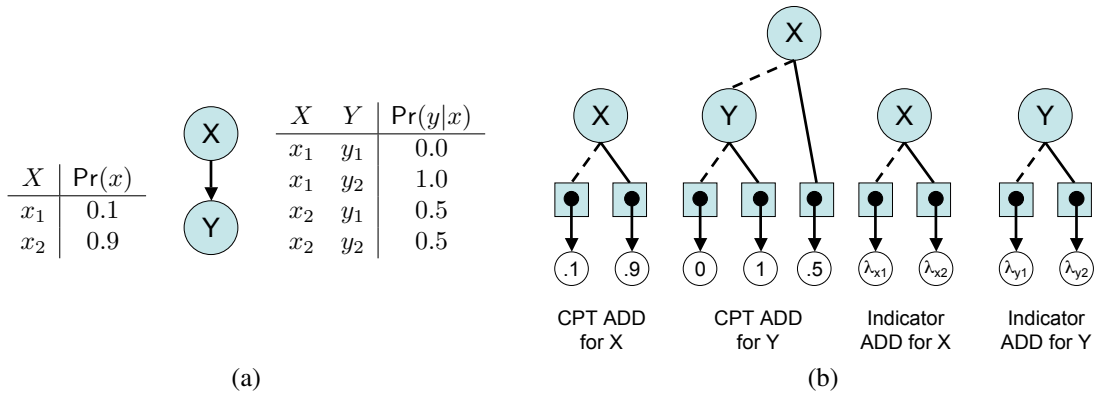 X Pr(x)
x1 0.1
x2 0.9
X
Y
X Y Pr(y|x)
x1 y1 0.0
x1 y2 1.0
x2 y1 0.5
x2 y2 0.5
(a)
X
X Y X Y
.1 .9 0 1 .5 λx1 λx2 λy1 λy2
CPT ADD
for X
CPT ADD
for Y
Indicator
ADD for X
Indicator
ADD for Y
(b)